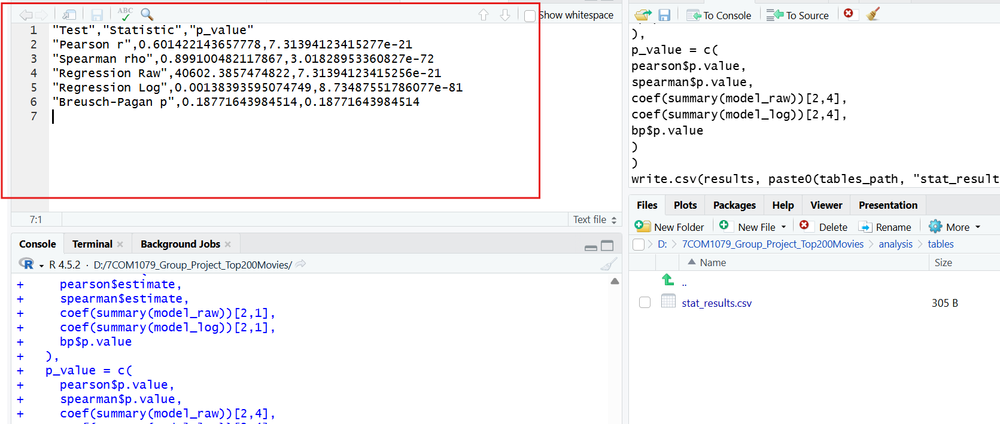 ABC
Show whitespace
1 "Test","Statistic","p_value"
2 "Pearson r",0.601422143657778,7.31394123415277e-21
3 "Spearman rho",0.899100482117867,3.01828953360827e-72
4 "Regression Raw",40602.3857474822,7.31394123415256e-21
5 "Regression Log",0.00138393595074749,8.73487551786077e-81
6 "Breusch-Pagan p",0.18771643984514,0.18771643984514
7
7:1
Text file
Console Terminal Background Jobs
R R 4.5.2 · D:/7COM1079_Group_Project_Top200Movies/
+ pearson$estimate,
+ spearman$estimate,
+ coef(summary(model_raw))[2,1],
+ coef(summary(model_log))[2,1],
+ bp$p.value
+ ),
+ p_value = c(
+ pearson$p.value,
+ spearman$p.value,
+ coef(summary(model_raw))[2,4],
To Console To Source
),
p_value = c(
pearson$p.value,
spearman$p.value,
coef(summary(model_raw))[2,4],
coef(summary(model_log))[2,4],
bp$p.value
)
)
write.csv(results, paste0(tables_path, "stat_result
Files Plots Packages Help Viewer Presentation
New Folder New File Delete Rename More
D: 7COM1079_Group_Project_Top200Movies analysis tables
Name Size
..
stat_results.csv 305 B